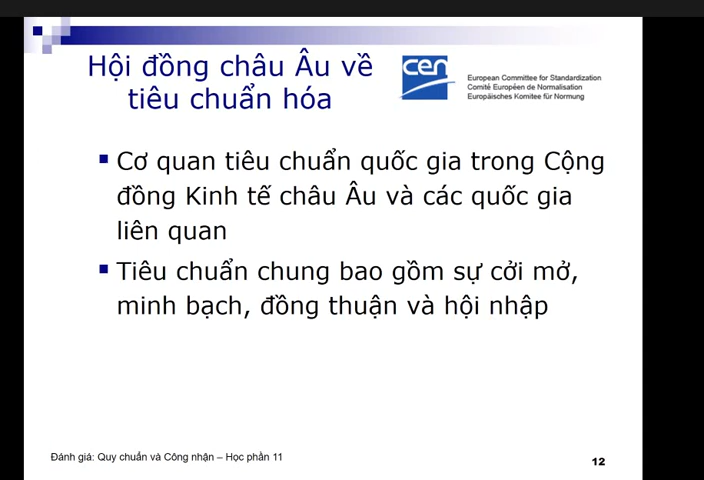 Hội đồng châu Âu về
tiêu chuẩn hóa
cen
European Committee for Standardization
Comité Européen de Normalisation
Europäisches Komitee für Normung
Cơ quan tiêu chuẩn quốc gia trong Cộng
đồng Kinh tế châu Âu và các quốc gia
liên quan
Tiêu chuẩn chung bao gồm sự cởi mở,
minh bạch, đồng thuận và hội nhập
Đánh giá: Quy chuẩn và Công nhận – Học phần 11
12